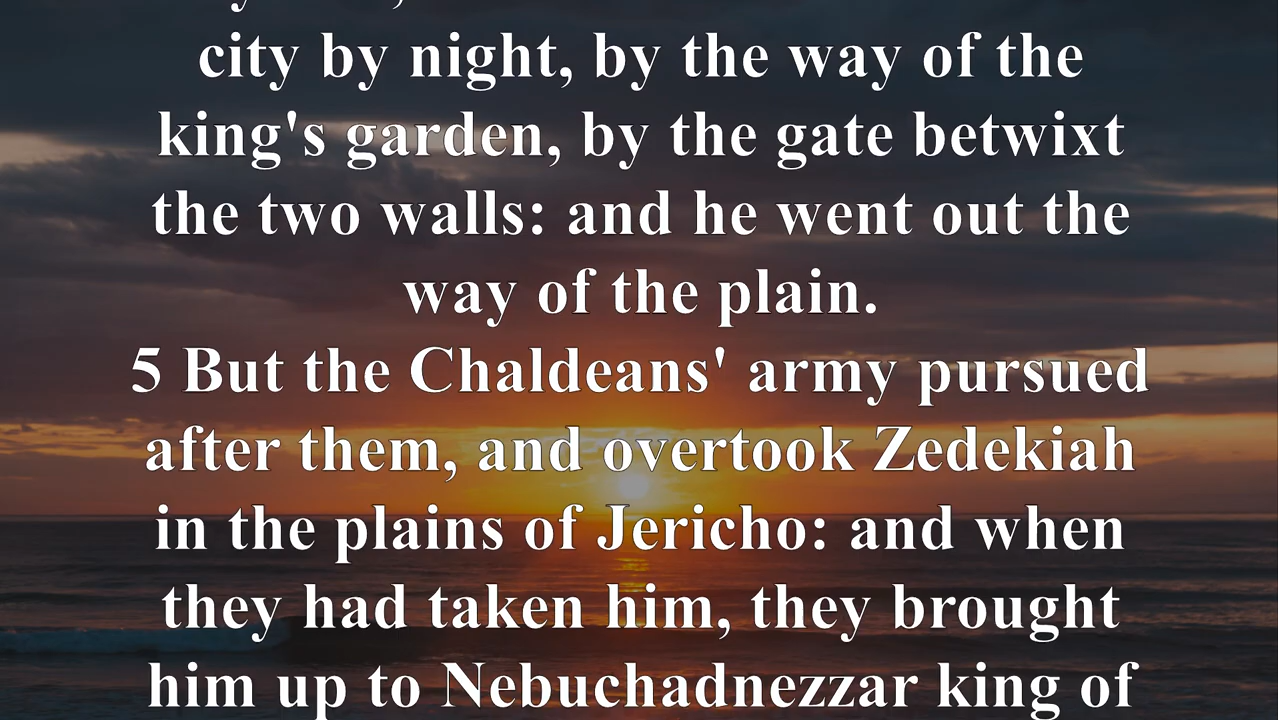 city by night, by the way of the
king's garden, by the gate betwixt
the two walls: and he went out the
way of the plain.
5 But the Chaldeans' army pursued
after them, and overtook Zedekiah
in the plains of Jericho: and when
they had taken him, they brought
him up to Nebuchadnezzar king of